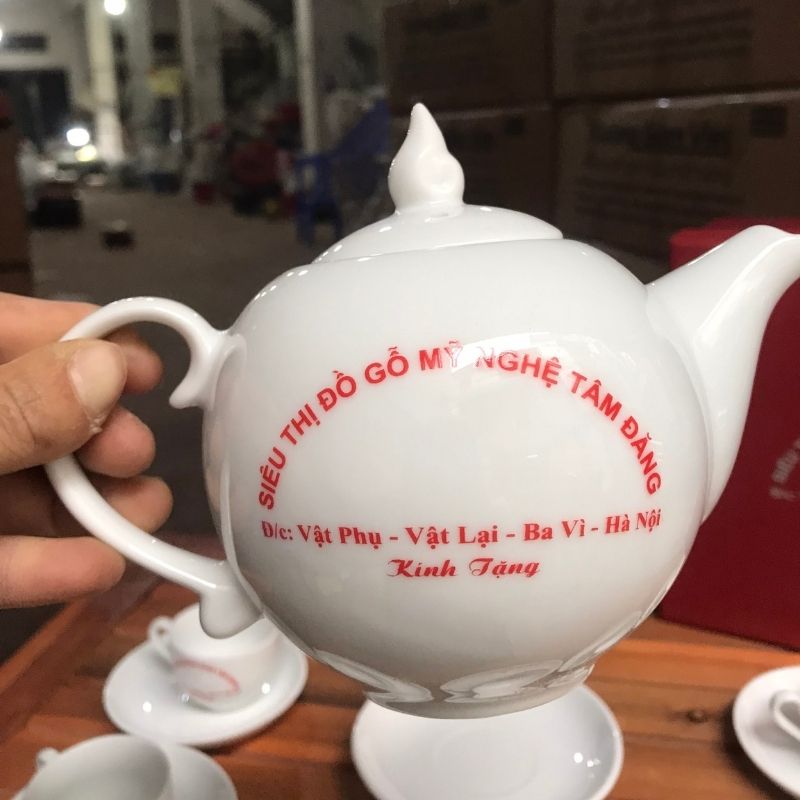 SIÊU THỊ ĐỒ GỖ MỸ NGHỆ TÂM ĐĂNG
Đ/c: Vật Phụ - Vật Lại - Ba Vì - Hà Nội
Kính Tặng